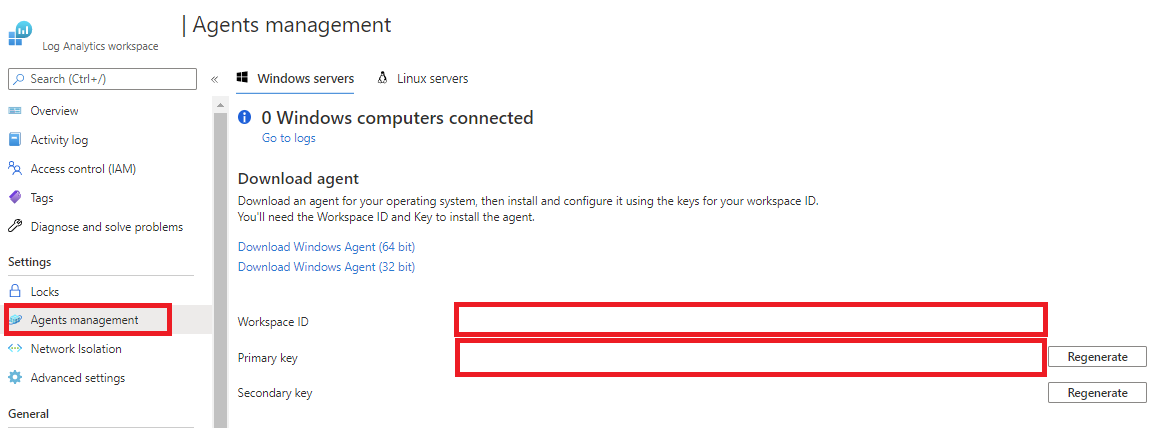 | Agents management
Log Analytics workspace
Search (Ctrl+/)
«
Overview
Activity log
Access control (IAM)
Tags
Diagnose and solve problems
Settings
Locks
Agents management
Network Isolation
Advanced settings
General
Windows servers
Linux servers
0 Windows computers connected
Go to logs
Download agent
Download an agent for your operating system, then install and configure it using the keys for your workspace ID.
You'll need the Workspace ID and Key to install the agent.
Download Windows Agent (64 bit)
Download Windows Agent (32 bit)
Workspace ID
Primary key
Regenerate
Secondary key
Regenerate